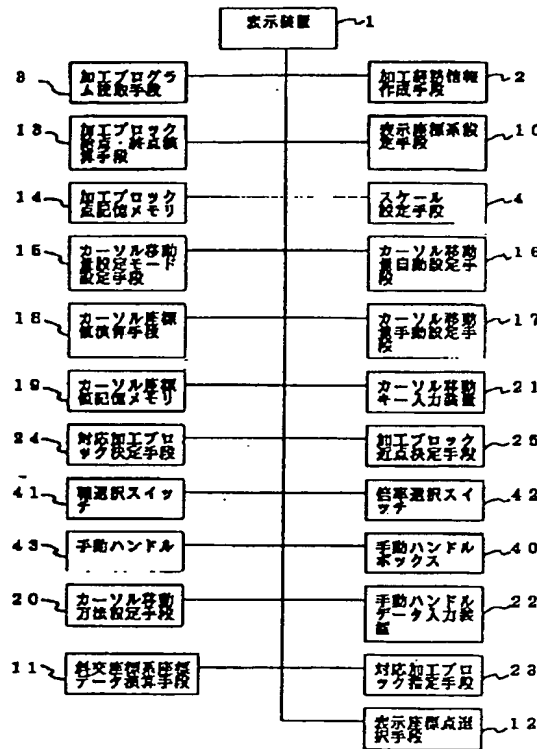 表示装置 1
3 加工プログラ
ム読取手段
加工経路情報 2
作成手段
13 加工ブロック
始点・終点演
算手段
表示座標系設 10
定手段
14 加工ブロック
点記憶メモリ
スケール 4
設定手段
15 カーソル移動
量設定モード
設定手段
カーソル移動 16
量自動設定手
段
18 カーソル座標
値演算手段
カーソル移動 17
量手動設定手
段
19 カーソル座標
値記憶メモリ
カーソル移動 21
キー入力装置
24 対応加工ブロ
ック決定手段
加工ブロック 25
近点決定手段
41 軸選択スイッ
チ
倍率選択スイ 42
ッチ
43 手動ハンドル
手動ハンドル 40
ボックス
20 カーソル移動
方法設定手段
手動ハンドル 22
データ入力装
置
11 斜交座標系座標
データ演算手段
対応加工ブロ 23
ック指定手段
表示座標点選 12
択手段